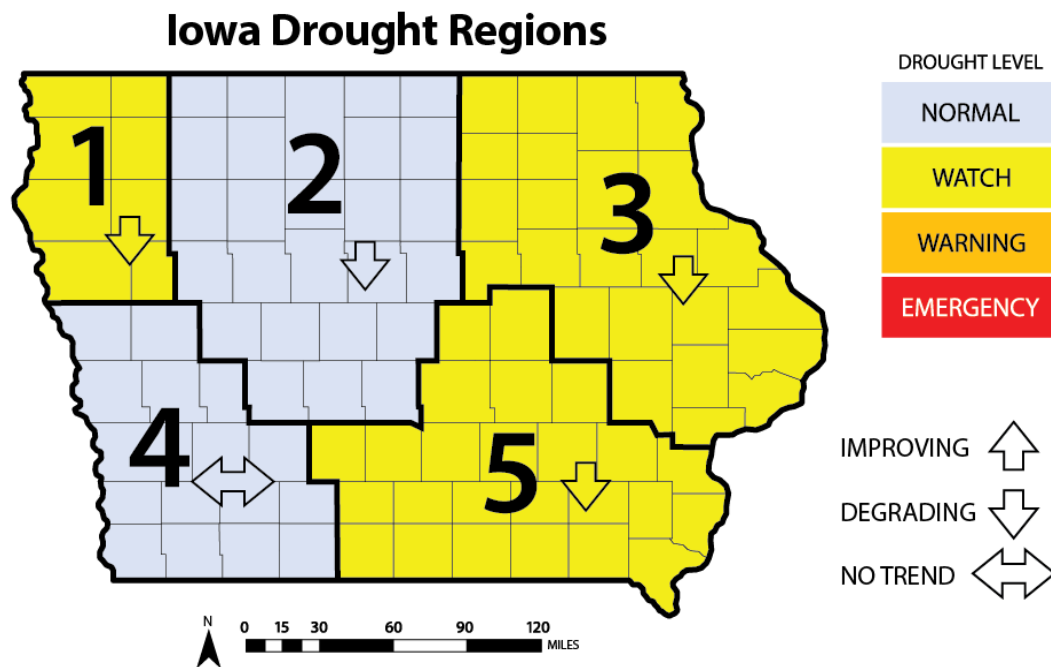 Iowa Drought Regions
DROUGHT LEVEL
NORMAL
WATCH
WARNING
EMERGENCY
1
2
3
4
5
IMPROVING
DEGRADING
NO TREND
N
0 15 30 60 90 120
MILES